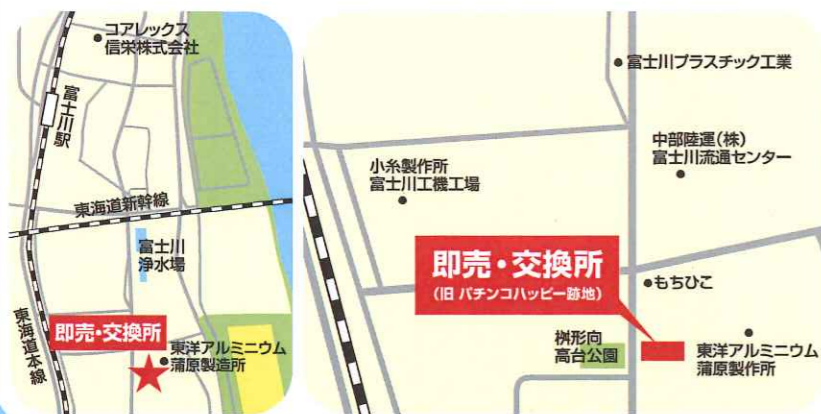 コアレックス
信栄株式会社
富士川駅
東海道新幹線
富士川
浄水場
即売・交換所
東海道本線
東洋アルミニウム
蒲原製造所
富士川プラスチック工業
中部陸運(株)
富士川流通センター
小糸製作所
富士川工機工場
即売・交換所
(旧 パチンコハッピー跡地)
もちひこ
桝形向
高台公園
東洋アルミニウム
蒲原製作所